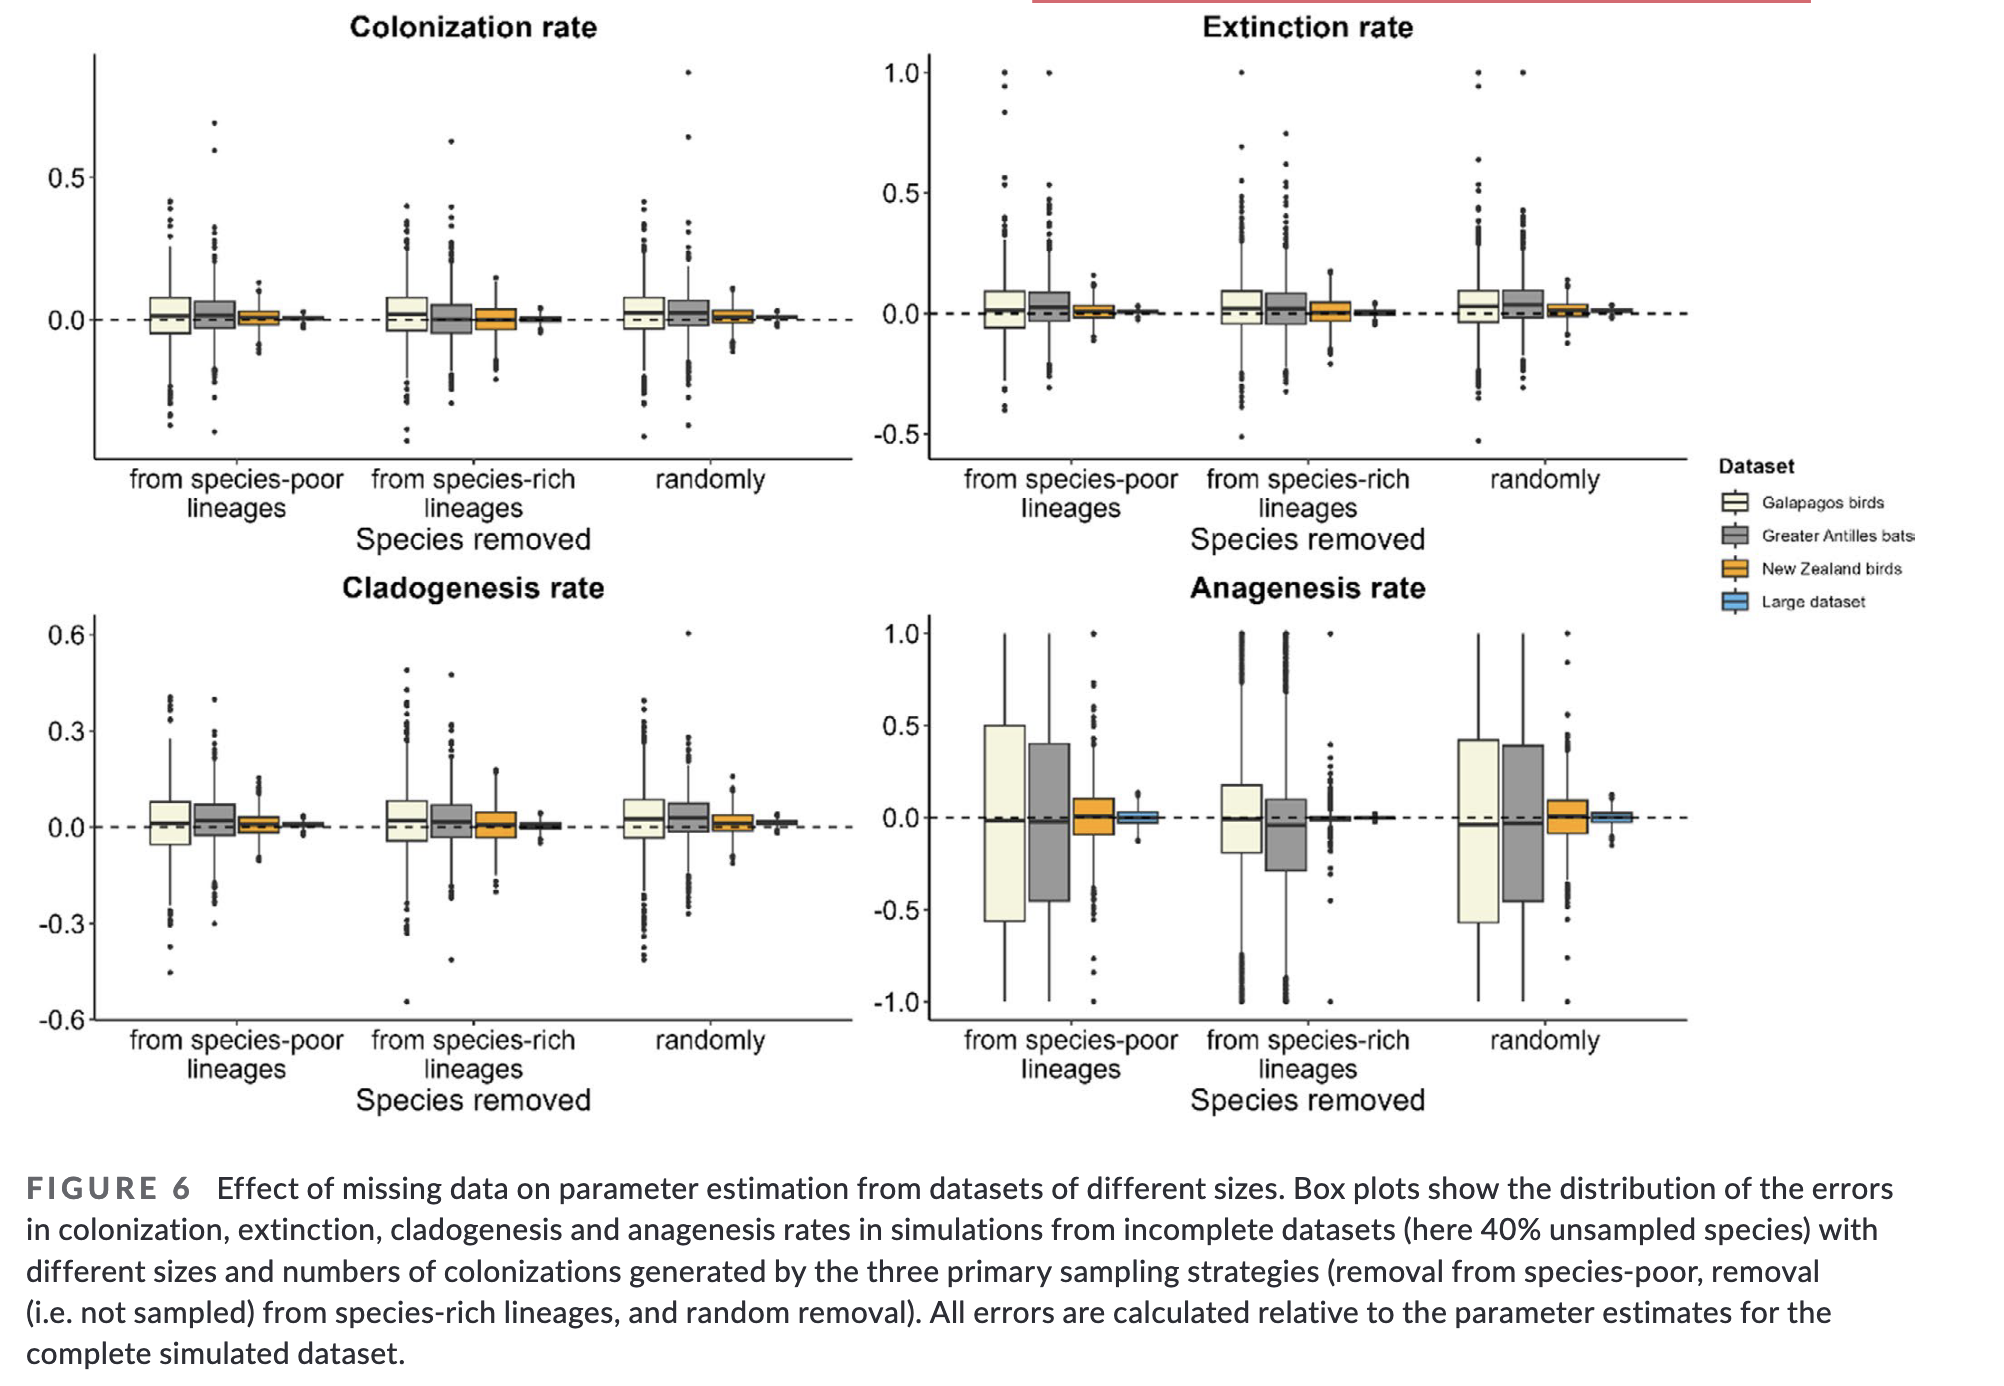 Colonization rate
0.5
0.0
from species-poor lineages
from species-rich lineages
randomly
Species removed
Extinction rate
1.0
0.5
0.0
-0.5
from species-poor lineages
from species-rich lineages
randomly
Species removed
Dataset
Galapagos birds
Greater Antilles bats
New Zealand birds
Large dataset
Cladogenesis rate
0.6
0.3
0.0
-0.3
-0.6
from species-poor lineages
from species-rich lineages
randomly
Species removed
Anagenesis rate
1.0
0.5
0.0
-0.5
-1.0
from species-poor lineages
from species-rich lineages
randomly
Species removed
FIGURE 6 Effect of missing data on parameter estimation from datasets of different sizes. Box plots show the distribution of the errors
in colonization, extinction, cladogenesis and anagenesis rates in simulations from incomplete datasets (here 40% unsampled species) with
different sizes and numbers of colonizations generated by the three primary sampling strategies (removal from species-poor, removal
(i.e. not sampled) from species-rich lineages, and random removal). All errors are calculated relative to the parameter estimates for the
complete simulated dataset.